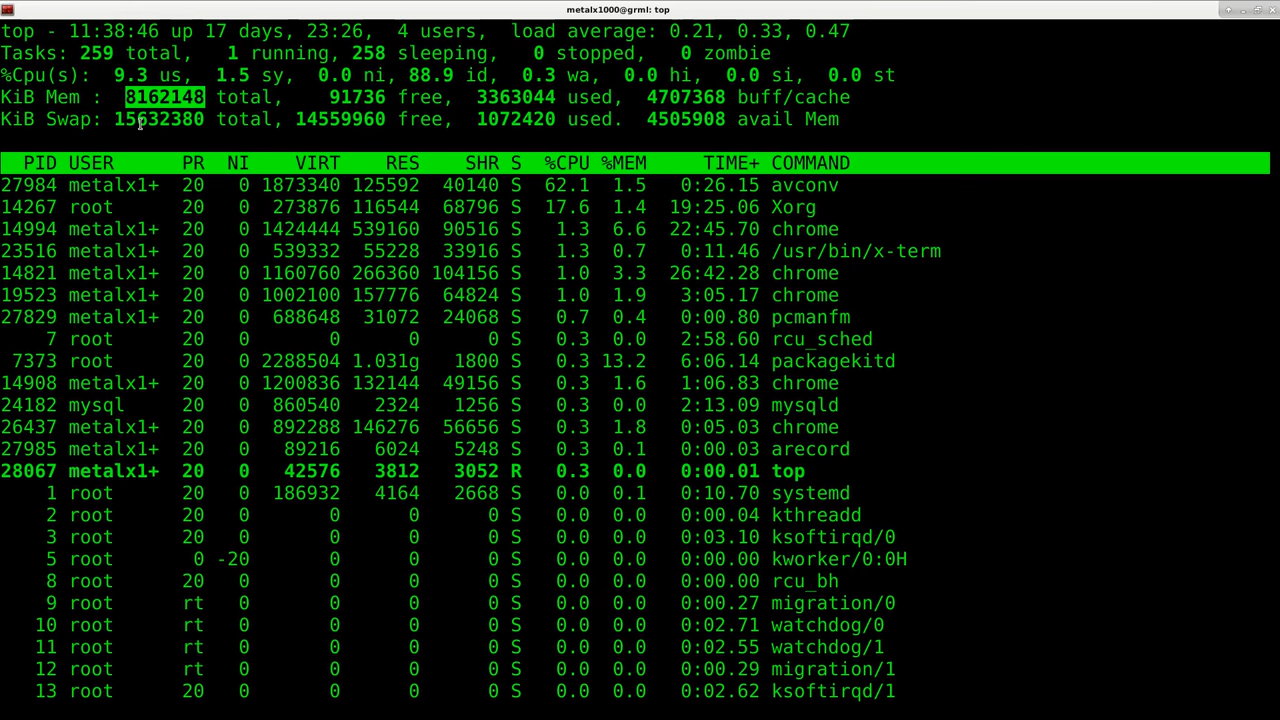 metalx1000@grml: top
top - 11:38:46 up 17 days, 23:26,  4 users,  load average: 0.21, 0.33, 0.47
Tasks: 259 total,   1 running, 258 sleeping,   0 stopped,   0 zombie
%Cpu(s):  9.3 us,  1.5 sy,  0.0 ni, 88.9 id,  0.3 wa,  0.0 hi,  0.0 si,  0.0 st
KiB Mem :  8162148 total,    91736 free,  3363044 used,  4707368 buff/cache
KiB Swap: 15632380 total, 14559960 free,  1072420 used.  4505908 avail Mem
PID USER PR NI VIRT RES SHR S %CPU %MEM TIME+ COMMAND
27984 metalx1+ 20 0 1873340 125592 40140 S 62.1 1.5 0:26.15 avconv
14267 root 20 0 273876 116544 68796 S 17.6 1.4 19:25.06 Xorg
14994 metalx1+ 20 0 1424444 539160 90516 S 1.3 6.6 22:45.70 chrome
23516 metalx1+ 20 0 539332 55228 33916 S 1.3 0.7 0:11.46 /usr/bin/x-term
14821 metalx1+ 20 0 1160760 266360 104156 S 1.0 3.3 26:42.28 chrome
19523 metalx1+ 20 0 1002100 157776 64824 S 1.0 1.9 3:05.17 chrome
27829 metalx1+ 20 0 688648 31072 24068 S 0.7 0.4 0:00.80 pcmanfm
7 root 20 0 0 0 0 S 0.3 0.0 2:58.60 rcu_sched
7373 root 20 0 2288504 1.031g 1800 S 0.3 13.2 6:06.14 packagekitd
14908 metalx1+ 20 0 1200836 132144 49156 S 0.3 1.6 1:06.83 chrome
24182 mysql 20 0 860540 2324 1256 S 0.3 0.0 2:13.09 mysqld
26437 metalx1+ 20 0 892288 146276 56656 S 0.3 1.8 0:05.03 chrome
27985 metalx1+ 20 0 89216 6024 5248 S 0.3 0.1 0:00.03 arecord
28067 metalx1+ 20 0 42576 3812 3052 R 0.3 0.0 0:00.01 top
1 root 20 0 186932 4164 2668 S 0.0 0.1 0:10.70 systemd
2 root 20 0 0 0 0 S 0.0 0.0 0:00.04 kthreadd
3 root 20 0 0 0 0 S 0.0 0.0 0:03.10 ksoftirqd/0
5 root 0 -20 0 0 0 S 0.0 0.0 0:00.00 kworker/0:0H
8 root 20 0 0 0 0 S 0.0 0.0 0:00.00 rcu_bh
9 root rt 0 0 0 0 S 0.0 0.0 0:00.27 migration/0
10 root rt 0 0 0 0 S 0.0 0.0 0:02.71 watchdog/0
11 root rt 0 0 0 0 S 0.0 0.0 0:02.55 watchdog/1
12 root rt 0 0 0 0 S 0.0 0.0 0:00.29 migration/1
13 root 20 0 0 0 0 S 0.0 0.0 0:02.62 ksoftirqd/1